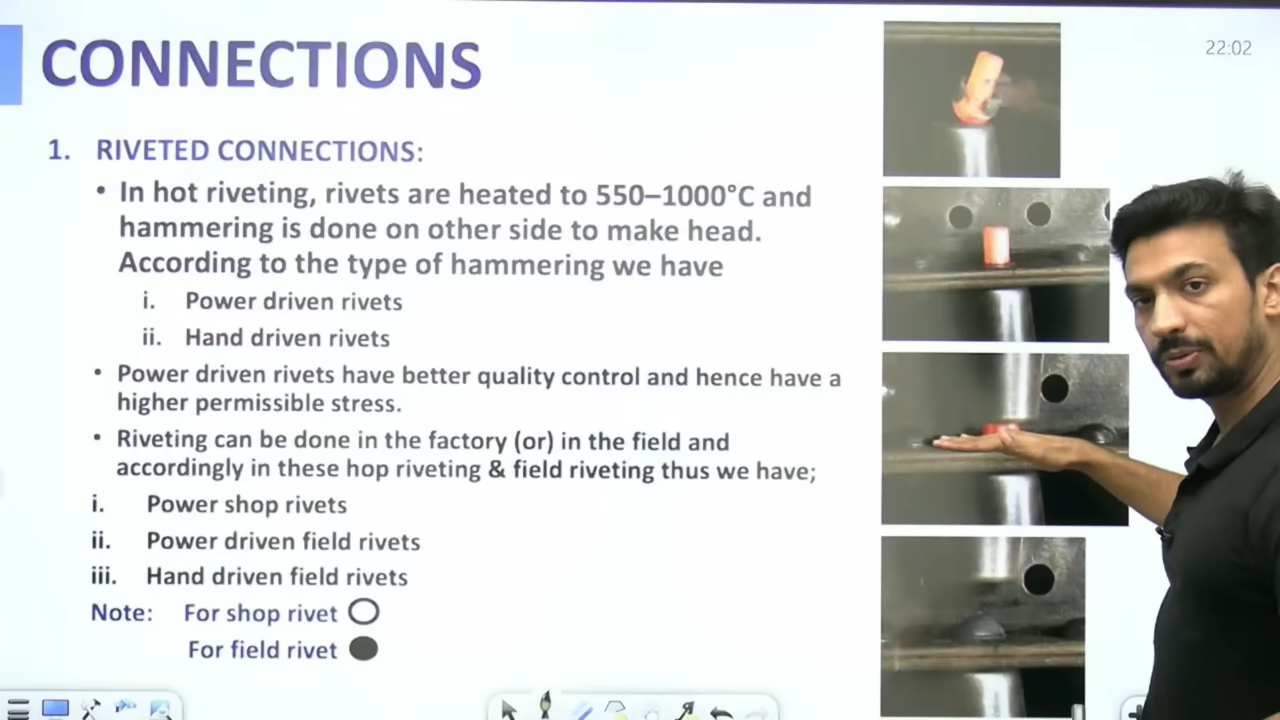 CONNECTIONS
22:02
1. RIVETED CONNECTIONS:
• In hot riveting, rivets are heated to 550–1000°C and
hammering is done on other side to make head.
According to the type of hammering we have
i. Power driven rivets
ii. Hand driven rivets
• Power driven rivets have better quality control and hence have a
higher permissible stress.
• Riveting can be done in the factory (or) in the field and
accordingly in these hop riveting & field riveting thus we have;
i. Power shop rivets
ii. Power driven field rivets
iii. Hand driven field rivets
Note: For shop rivet
For field rivet